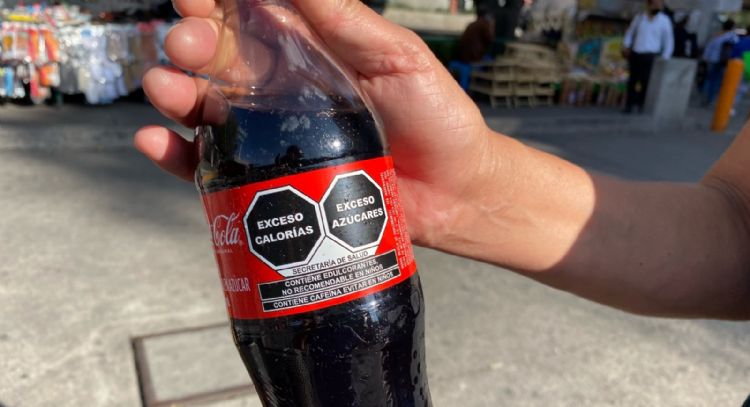 Cola
EXCESO
CALORÍAS
EXCESO
AZÚCARES
SECRETARÍA DE SALUD
CONTIENE EDULCORANTES,
NO RECOMENDABLE EN NIÑOS
CONTIENE CAFEÍNA EVITAR EN NIÑOS
AZÚCAR